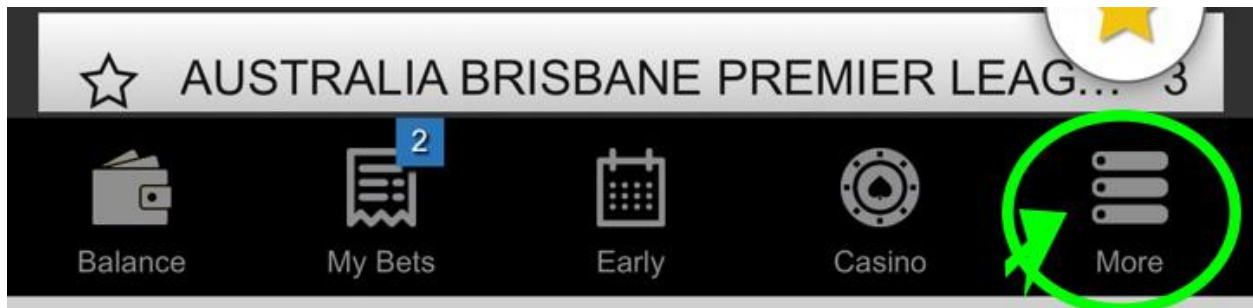 AUSTRALIA BRISBANE PREMIER LEAG... 3
2
Balance My Bets Early Casino More